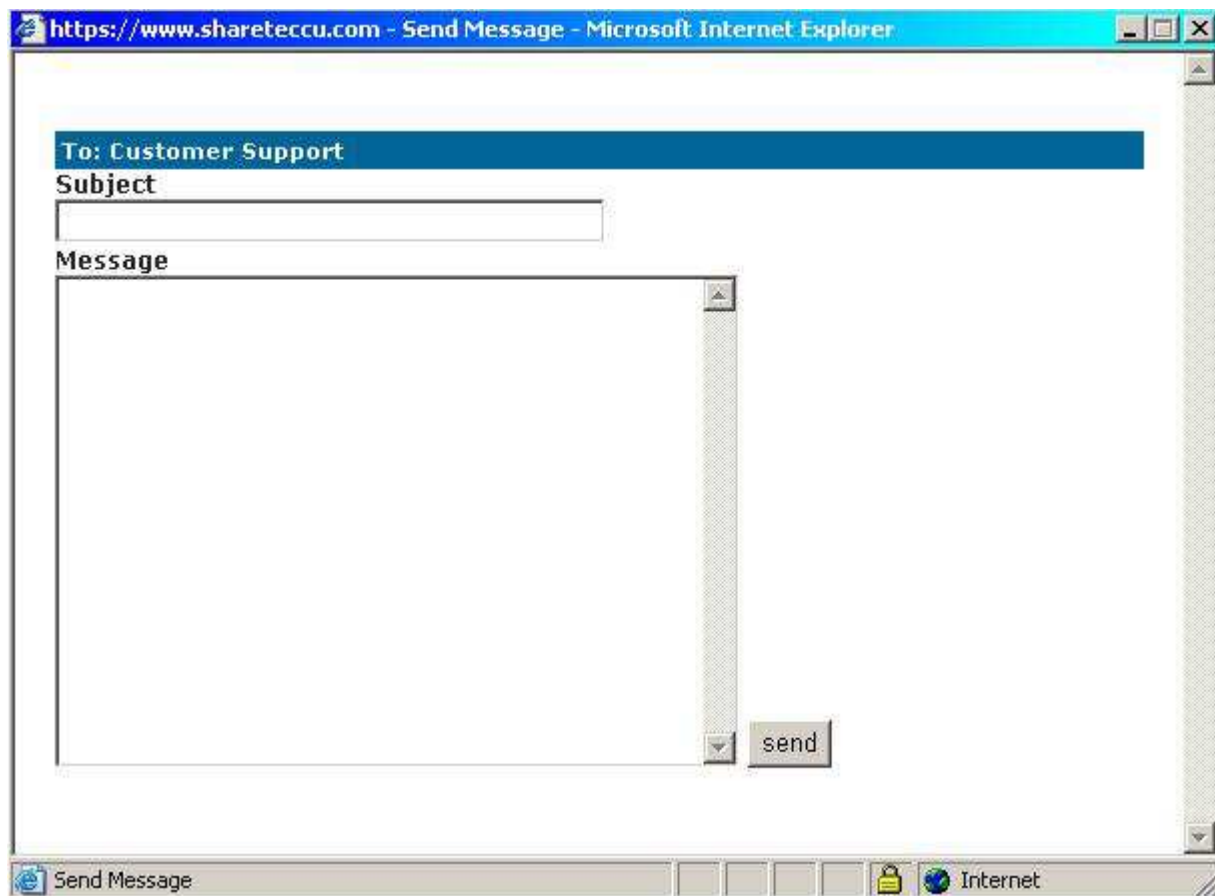 https://www.shareteccu.com - Send Message - Microsoft Internet Explorer
To: Customer Support
Subject
Message
send
Send Message
Internet